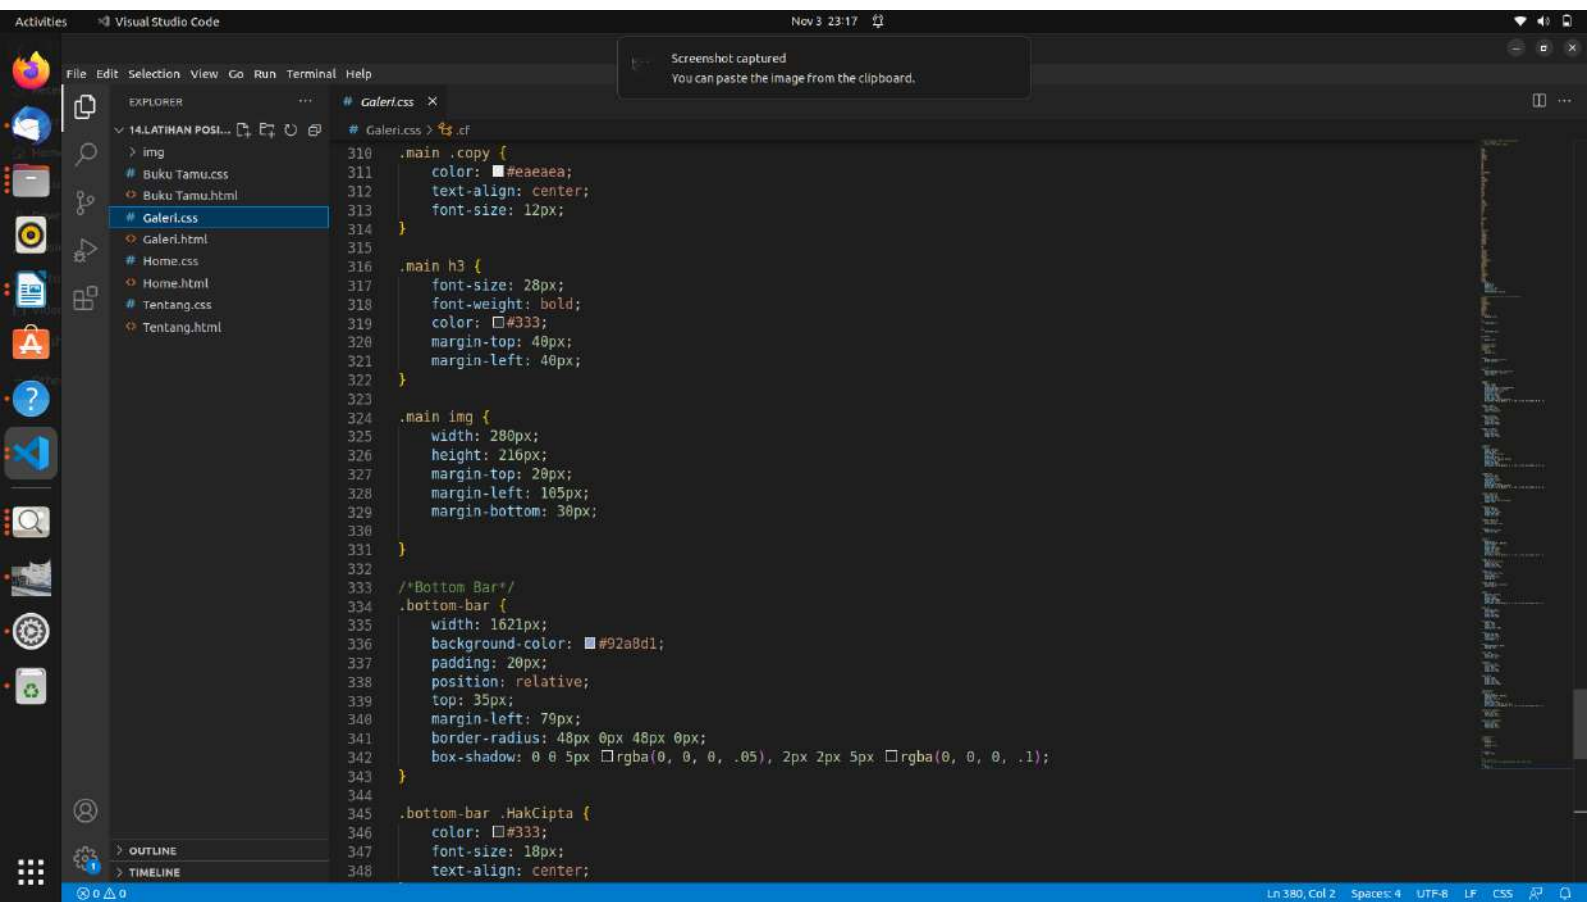 Activities
Visual Studio Code
Nov 3 23:17
Screenshot captured
You can paste the image from the clipboard.
File Edit Selection View Go Run Terminal Help
EXPLORER
# Galeri.css
14.LATIHAN POSI...
# Galeri.css > .cf
> img
# Buku Tamu.css
<> Buku Tamu.html
# Galeri.css
<> Galeri.html
# Home.css
<> Home.html
# Tentang.css
<> Tentang.html
310 .main .copy {
311 color: #eaeaea;
312 text-align: center;
313 font-size: 12px;
314 }
315
316 .main h3 {
317 font-size: 28px;
318 font-weight: bold;
319 color: #333;
320 margin-top: 40px;
321 margin-left: 40px;
322 }
323
324 .main img {
325 width: 280px;
326 height: 216px;
327 margin-top: 20px;
328 margin-left: 105px;
329 margin-bottom: 30px;
330
331 }
332
333 /*Bottom Bar*/
334 .bottom-bar {
335 width: 1621px;
336 background-color: #92a8d1;
337 padding: 20px;
338 position: relative;
339 top: 35px;
340 margin-left: 79px;
341 border-radius: 48px 0px 48px 0px;
342 box-shadow: 0 0 5px rgba(0, 0, 0, .05), 2px 2px 5px rgba(0, 0, 0, .1);
343 }
344
345 .bottom-bar .HakCipta {
346 color: #333;
347 font-size: 18px;
348 text-align: center;
> OUTLINE
> TIMELINE
1
0 0
Ln 380, Col 2 Spaces: 4 UTF-8 LF CSS